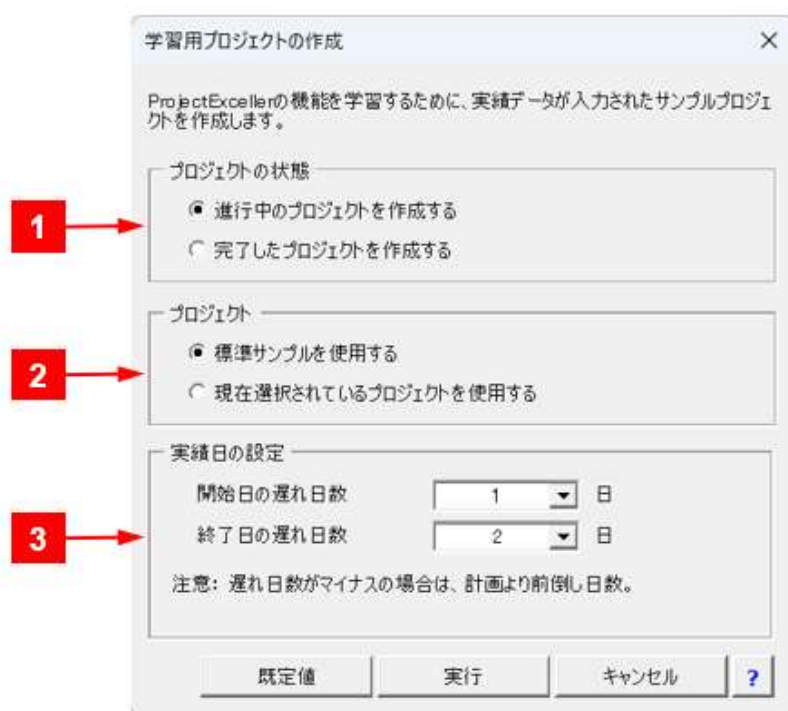 学習用プロジェクトの作成
ProjectExcellerの機能を学習するために、実績データが入力されたサンプルプロジェ
クトを作成します。
プロジェクトの状態
1
進行中のプロジェクトを作成する
完了したプロジェクトを作成する
プロジェクト
2
標準サンプルを使用する
現在選択されているプロジェクトを使用する
実績日の設定
開始日の遅れ日数 1 日
3
終了日の遅れ日数 2 日
注意: 遅れ日数がマイナスの場合は、計画より前倒し日数。
既定値 実行 キャンセル ?